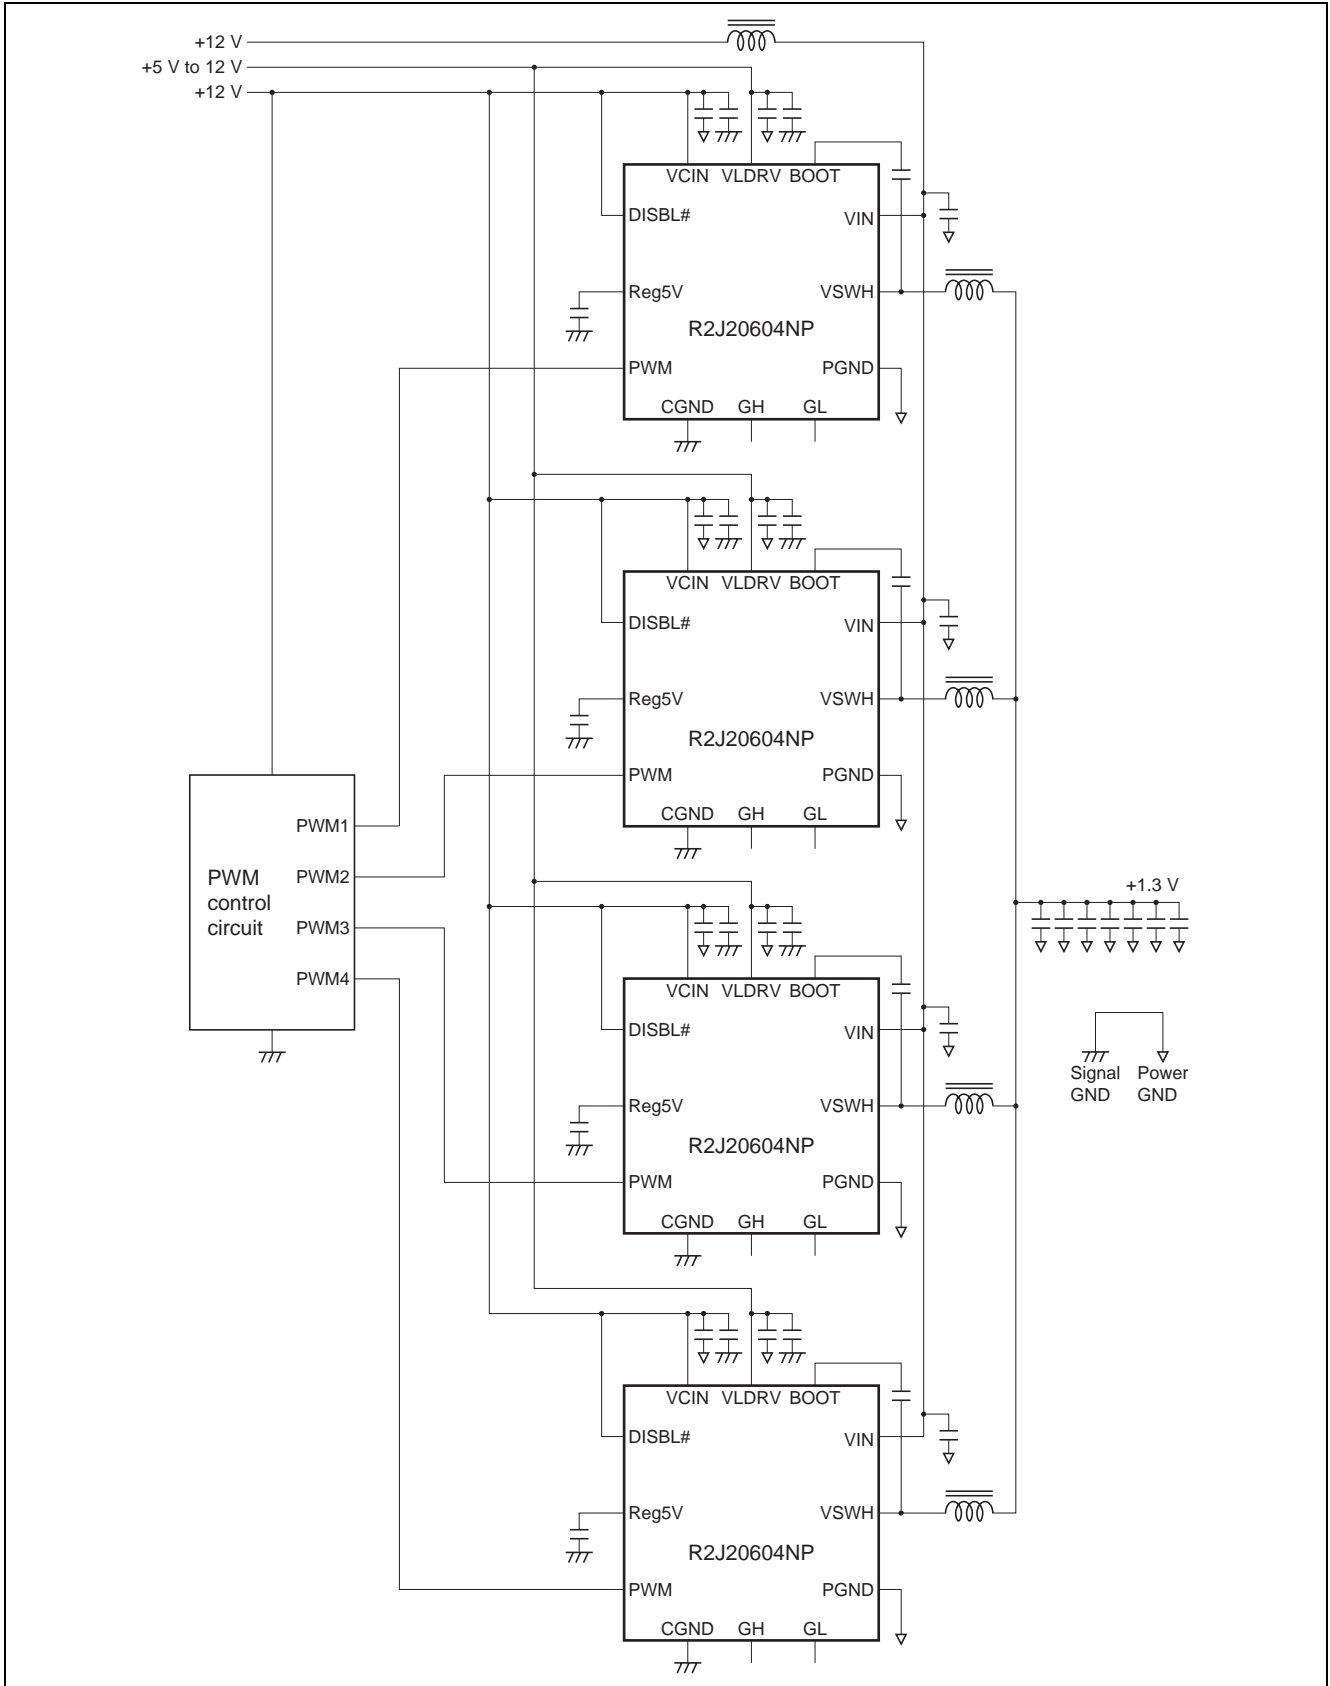 +12 V
+5 V to 12 V
+12 V
VCIN VLDRV BOOT
DISBL#
VIN
Reg5V
VSWH
R2J20604NP
PWM
PGND
CGND GH GL
VCIN VLDRV BOOT
DISBL#
VIN
Reg5V
VSWH
R2J20604NP
PWM
PGND
CGND GH GL
PWM1
PWM2
PWM3
PWM4
PWM
control
circuit
+1.3 V
VCIN VLDRV BOOT
DISBL#
VIN
Reg5V
VSWH
R2J20604NP
PWM
PGND
CGND GH GL
Signal
GND
Power
GND
VCIN VLDRV BOOT
DISBL#
VIN
Reg5V
VSWH
R2J20604NP
PWM
PGND
CGND GH GL